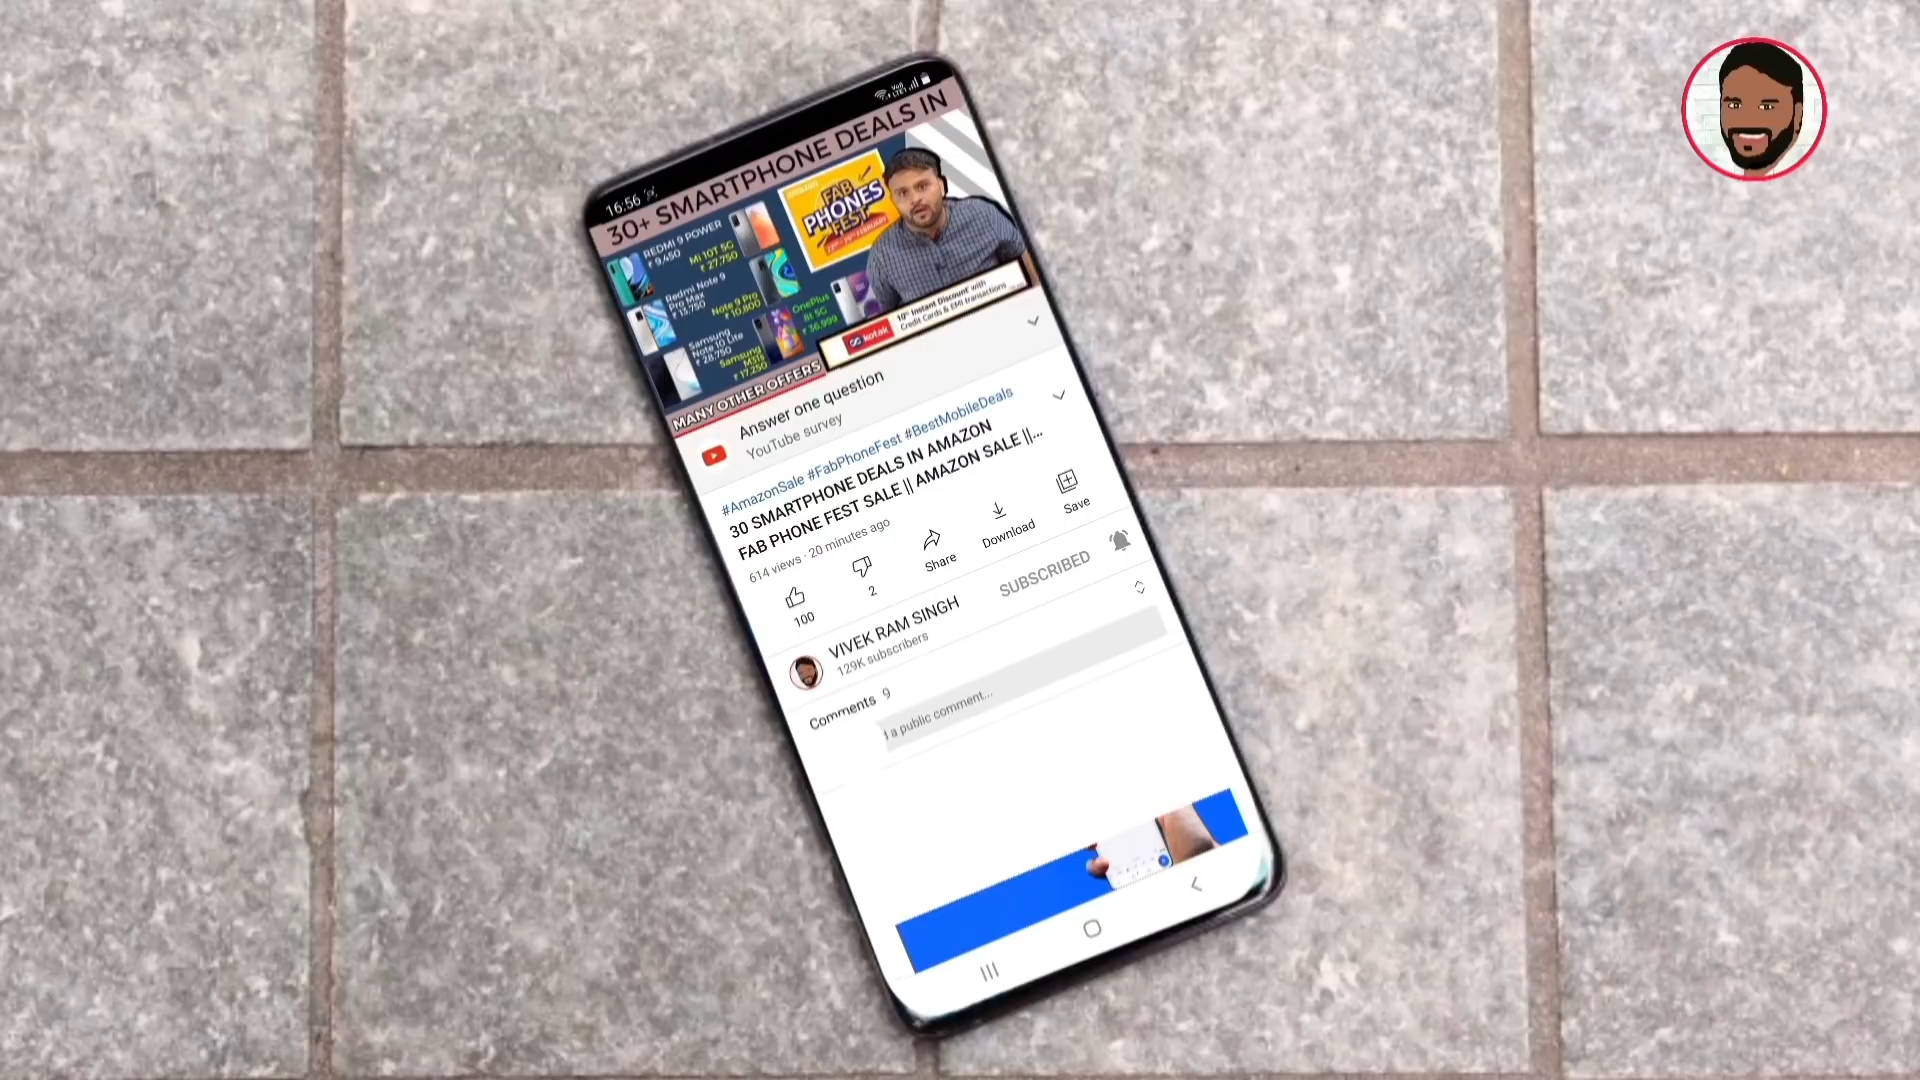 16:56
Vo))
LTE1
30+ SMARTPHONE DEALS IN
REDMI 9 POWER
₹ 9,450
Mi 10T 5G
₹ 27,750
Redmi Note 9
Pro Max
₹ 13,750
Note 9 Pro
₹ 10,800
Samsung
Note 10 Lite
₹ 28,750
Samsung
M31s
₹ 17,250
OnePlus
8t 5G
₹ 36,999
amazon
FAB
PHONES
FEST
kotak
10% Instant Discount* with
Credit Cards & EMI transactions
MANY OTHER OFFERS
Answer one question
YouTube survey
#AmazonSale #FabPhoneFest #BestMobileDeals
30 SMARTPHONE DEALS IN AMAZON
FAB PHONE FEST SALE || AMAZON SALE ||...
614 views · 20 minutes ago
100
2
Share
Download
Save
VIVEK RAM SINGH
129K subscribers
SUBSCRIBED
Comments 9
a public comment...